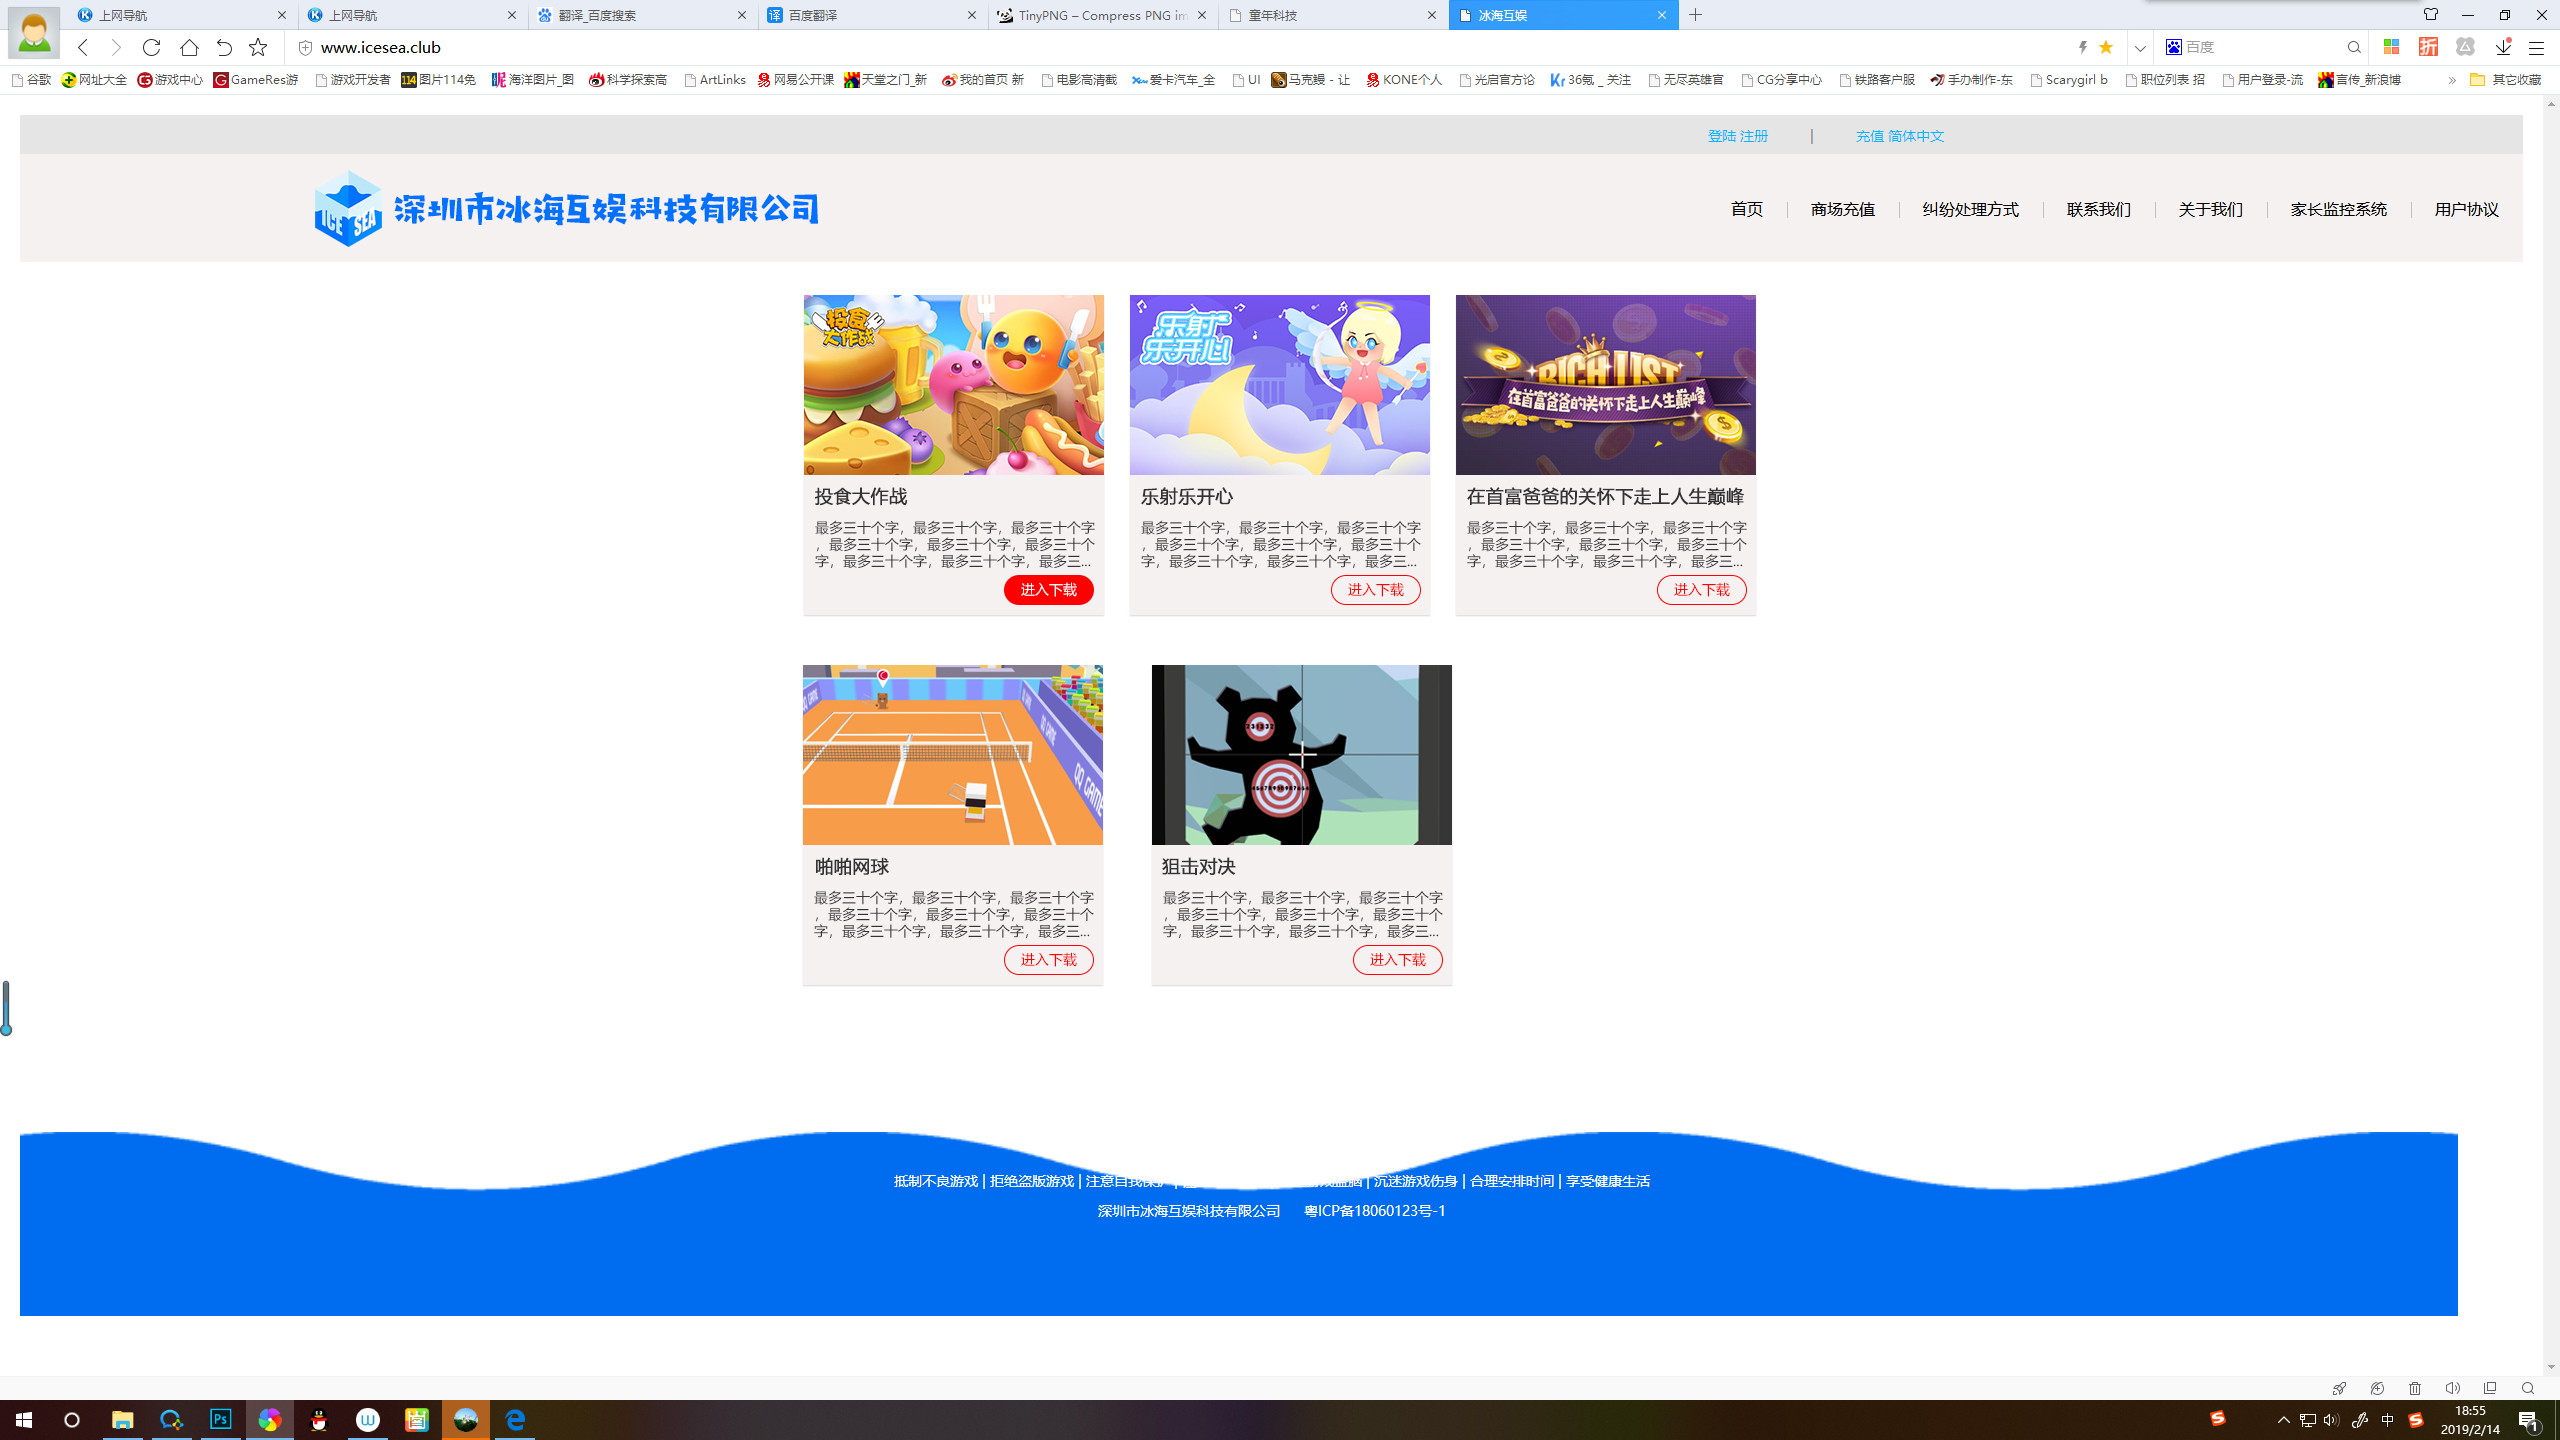 上网导航
上网导航
翻译_百度搜索
百度翻译
TinyPNG – Compress PNG im
童年科技
冰海互娱
www.icesea.club
百度
折
谷歌
网址大全
游戏中心
GameRes游
游戏开发者
114
图片114免
海洋图片_图
科学探索高
ArtLinks
网易公开课
天堂之门_新
我的首页 新
电影高清截
爱卡汽车_全
UI
马克鳗 - 让
KONE个人
光启官方论
36氪 _ 关注
无尽英雄官
CG分享中心
铁路客户服
手办制作-东
Scarygirl b
职位列表 招
用户登录-流
言传_新浪博
其它收藏
登陆 注册 | 充值 简体中文
ICE SEA
深圳市冰海互娱科技有限公司
首页
商场充值
纠纷处理方式
联系我们
关于我们
家长监控系统
用户协议
投食大作战
乐射乐开心
RICH LIST
在首富爸爸的关怀下走上人生巅峰
投食大作战
最多三十个字，最多三十个字，最多三十个字
，最多三十个字，最多三十个字，最多三十个
字，最多三十个字，最多三十个字，最多三...
进入下载
乐射乐开心
最多三十个字，最多三十个字，最多三十个字
，最多三十个字，最多三十个字，最多三十个
字，最多三十个字，最多三十个字，最多三...
进入下载
在首富爸爸的关怀下走上人生巅峰
最多三十个字，最多三十个字，最多三十个字
，最多三十个字，最多三十个字，最多三十个
字，最多三十个字，最多三十个字，最多三...
进入下载
QQ GAME
啪啪网球
最多三十个字，最多三十个字，最多三十个字
，最多三十个字，最多三十个字，最多三十个
字，最多三十个字，最多三十个字，最多三...
进入下载
狙击对决
最多三十个字，最多三十个字，最多三十个字
，最多三十个字，最多三十个字，最多三十个
字，最多三十个字，最多三十个字，最多三...
进入下载
抵制不良游戏 | 拒绝盗版游戏 | 注意自我保护 | 沉迷游戏伤身 | 合理安排时间 | 享受健康生活
深圳市冰海互娱科技有限公司 粤ICP备18060123号-1
Ps
中
18:55
2019/2/14
1